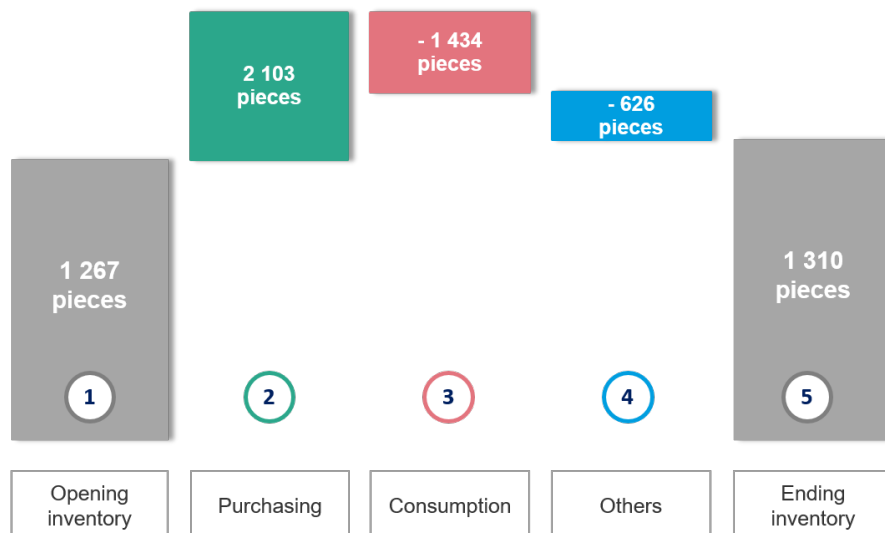 2 103
pieces
- 1 434
pieces
- 626
pieces
1 267
pieces
1 310
pieces
1
2
3
4
5
Opening
inventory
Purchasing
Consumption
Others
Ending
inventory